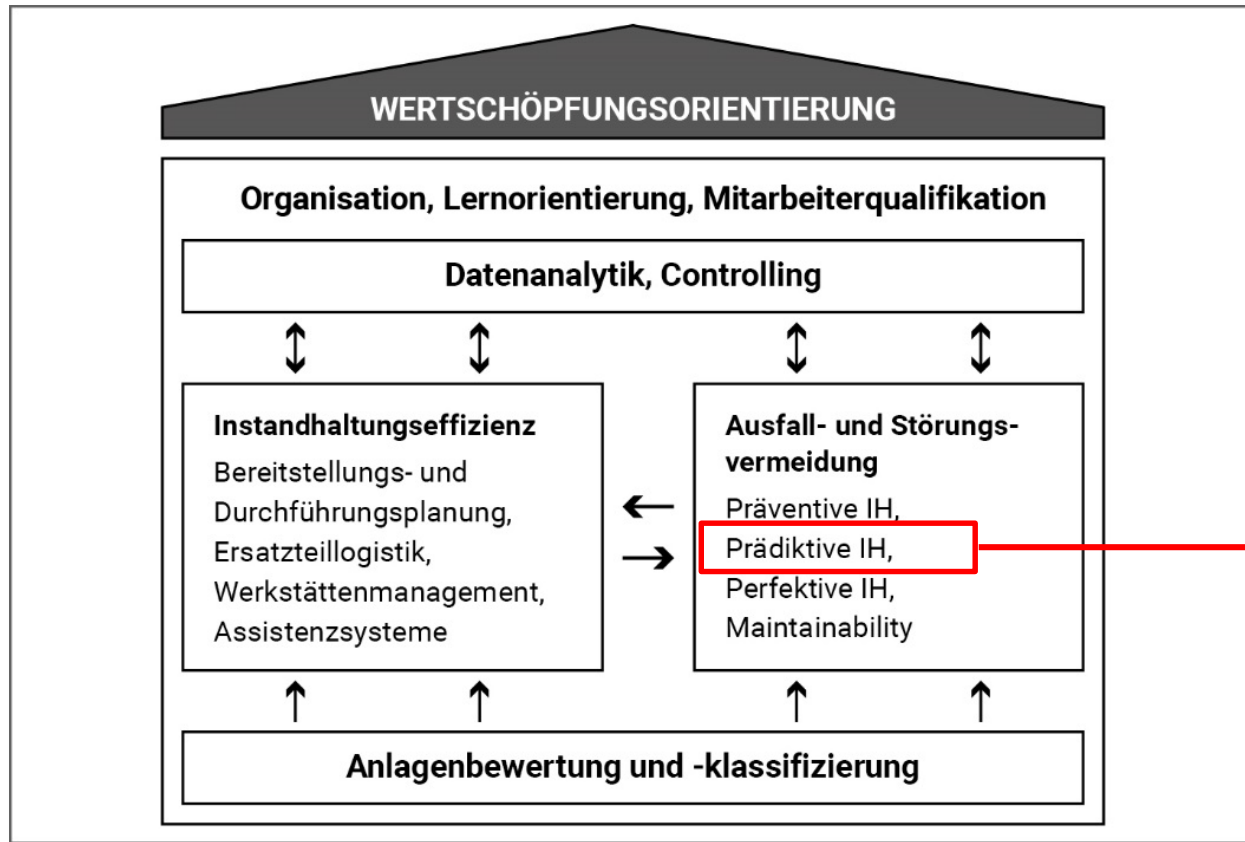 WERTSCHÖPFUNGSORIENTIERUNG
Organisation, Lernorientierung, Mitarbeiterqualifikation
Datenanalytik, Controlling
Instandhaltungseffizienz
Bereitstellungs- und
Durchführungsplanung,
Ersatzteillogistik,
Werkstättenmanagement,
Assistenzsysteme
Ausfall- und Störungs-
vermeidung
Präventive IH,
Prädiktive IH,
Perfektive IH,
Maintainability
Anlagenbewertung und -klassifizierung